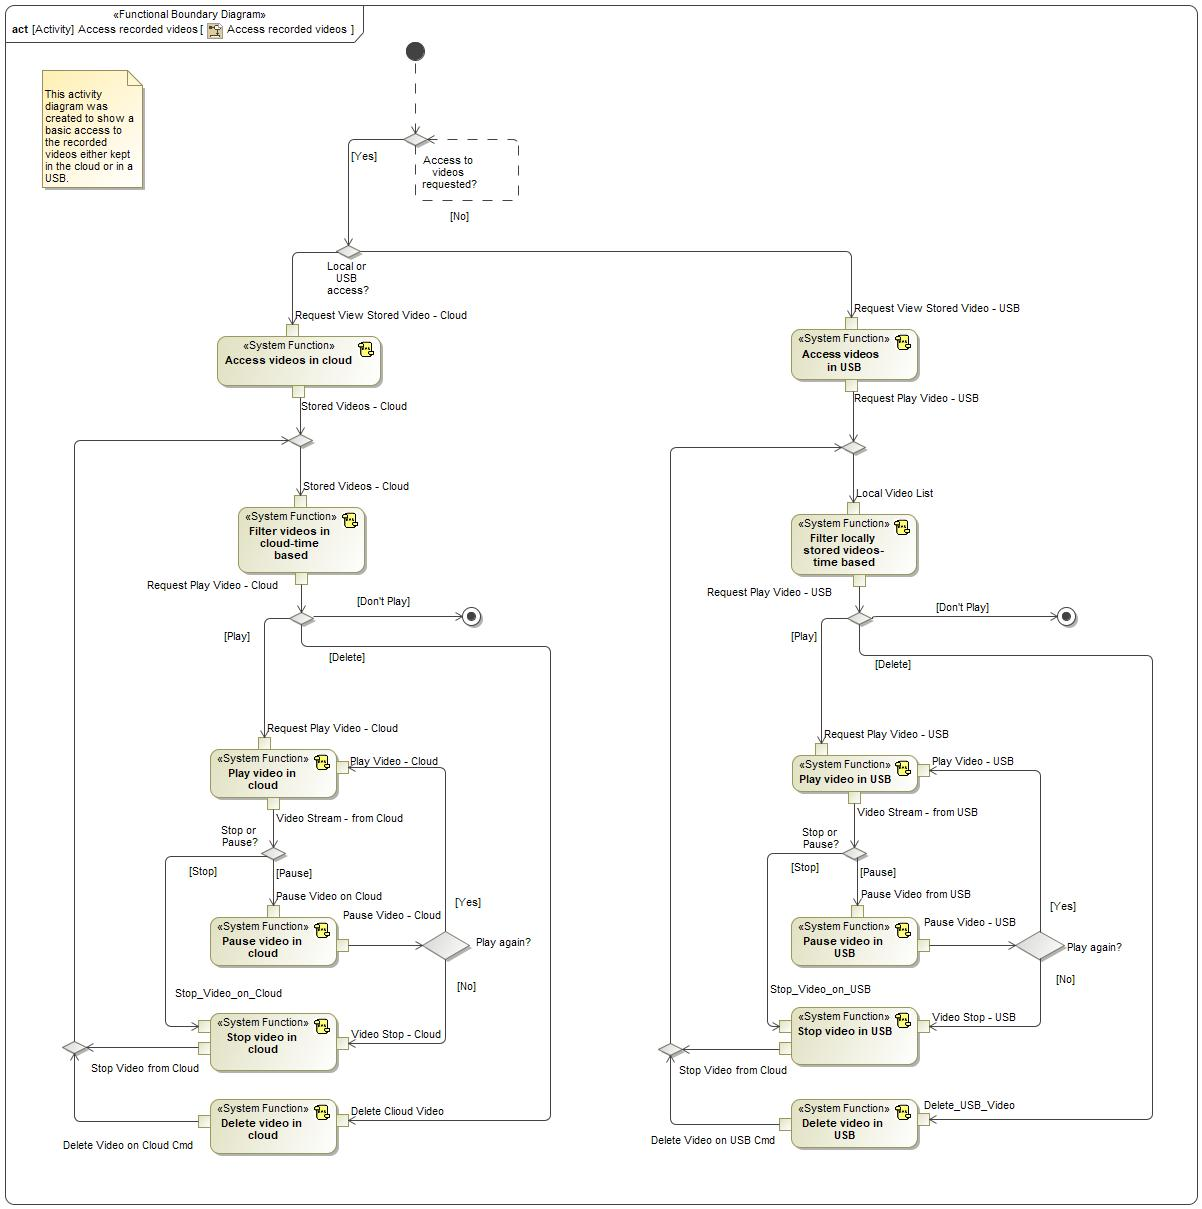 «Functional Boundary Diagram»
act [Activity] Access recorded videos [ Access recorded videos ]
This activity
diagram was
created to show a
basic access to
the recorded
videos either kept
in the cloud or in a
USB.
[Yes]
Access to
videos
requested?
[No]
Local or
USB
access?
Request View Stored Video - Cloud
«System Function»
Access videos in cloud
Stored Videos - Cloud
Stored Videos - Cloud
«System Function»
Filter videos in
cloud-time
based
Request Play Video - Cloud
[Don't Play]
[Play]
[Delete]
Request Play Video - Cloud
«System Function»
Play video in
cloud
Play Video - Cloud
Video Stream - from Cloud
Stop or
Pause?
[Stop]
[Pause]
Pause Video on Cloud
«System Function»
Pause video in
cloud
Pause Video - Cloud
[Yes]
Play again?
[No]
Stop_Video_on_Cloud
«System Function»
Stop video in
cloud
Video Stop - Cloud
Stop Video from Cloud
«System Function»
Delete video in
cloud
Delete Cloud Video
Delete Video on Cloud Cmd
Request View Stored Video - USB
«System Function»
Access videos
in USB
Request Play Video - USB
Local Video List
«System Function»
Filter locally
stored videos-
time based
Request Play Video - USB
[Don't Play]
[Play]
[Delete]
Request Play Video - USB
«System Function»
Play video in USB
Play Video - USB
Video Stream - from USB
Stop or
Pause?
[Stop]
[Pause]
Pause Video from USB
«System Function»
Pause video in
USB
Pause Video - USB
[Yes]
Play again?
[No]
Stop_Video_on_USB
«System Function»
Stop video in USB
Video Stop - USB
Stop Video from Cloud
«System Function»
Delete video in
USB
Delete_USB_Video
Delete Video on USB Cmd